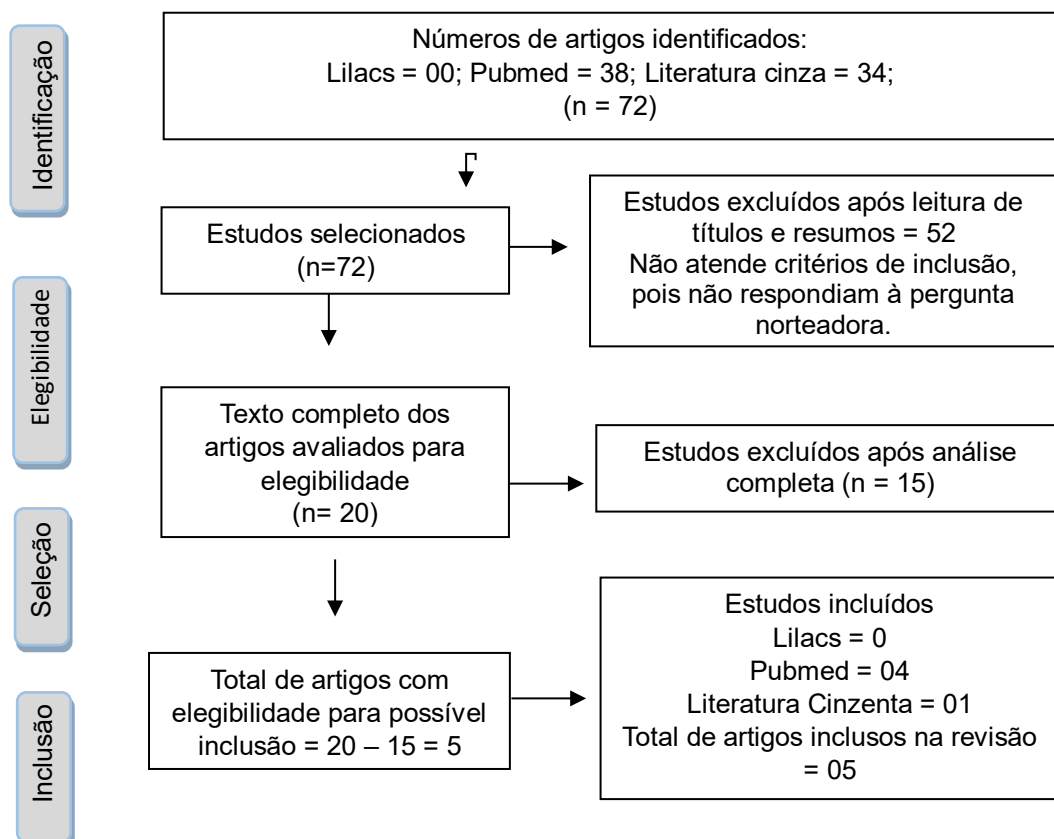 Identificação
Números de artigos identificados:
Lilacs = 00; Pubmed = 38; Literatura cinza = 34;
(n = 72)
Estudos selecionados
(n=72)
Estudos excluídos após leitura de
títulos e resumos = 52
Não atende critérios de inclusão,
pois não respondiam à pergunta
norteadora.
Elegibilidade
Texto completo dos
artigos avaliados para
elegibilidade
(n= 20)
Estudos excluídos após análise
completa (n = 15)
Seleção
Total de artigos com
elegibilidade para possível
inclusão = 20 – 15 = 5
Estudos incluídos
Lilacs = 0
Pubmed = 04
Literatura Cinzenta = 01
Total de artigos inclusos na revisão
= 05
Inclusão